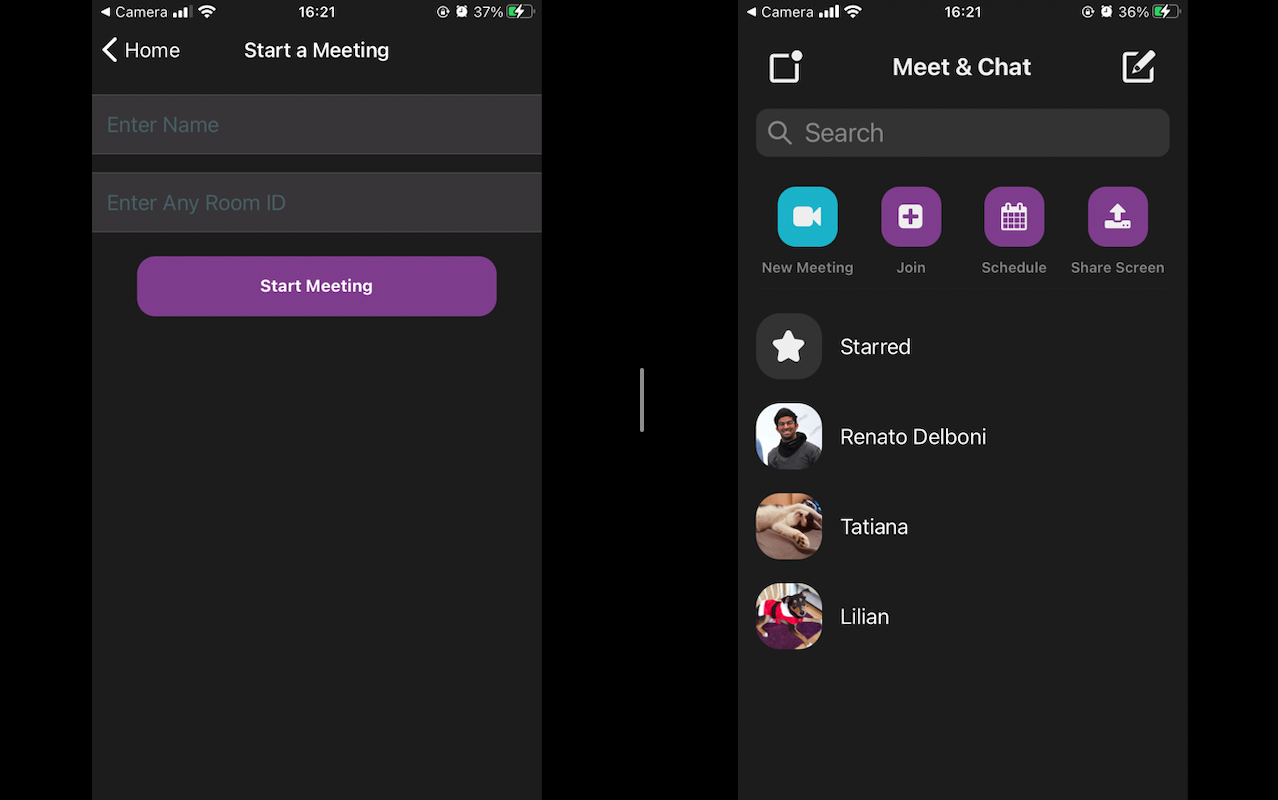 Camera 16:21 37%
Home Start a Meeting
Enter Name
Enter Any Room ID
Start Meeting
Camera 16:21 36%
Meet & Chat
Search
New Meeting Join Schedule Share Screen
Starred
Renato Delboni
Tatiana
Lilian